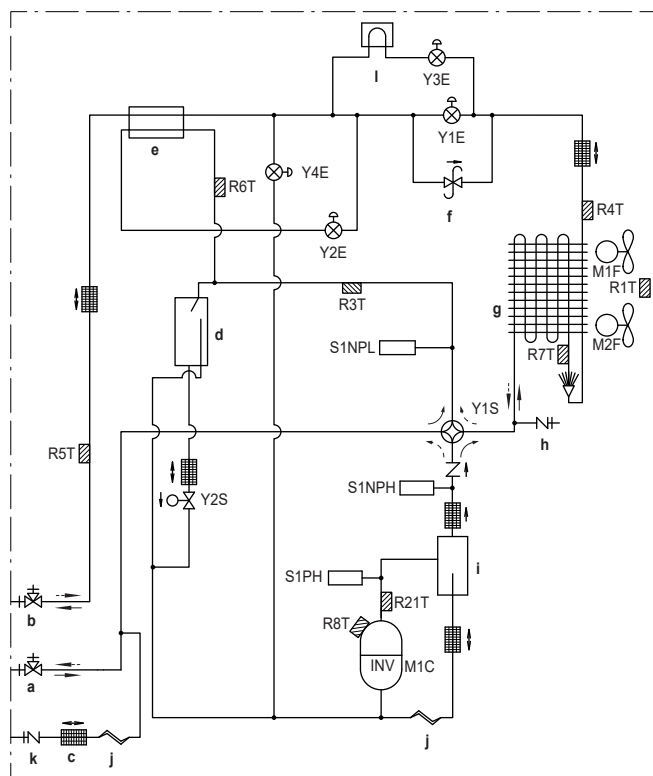 l
Y3E
Y1E
e
R6T
Y4E
f
R4T
Y2E
M1F
R1T
R3T
g
d
S1NPL
R7T
M2F
Y1S
h
R5T
S1NPH
Y2S
S1PH
i
R21T
b
R8T
INV
M1C
a
j
k
c
j